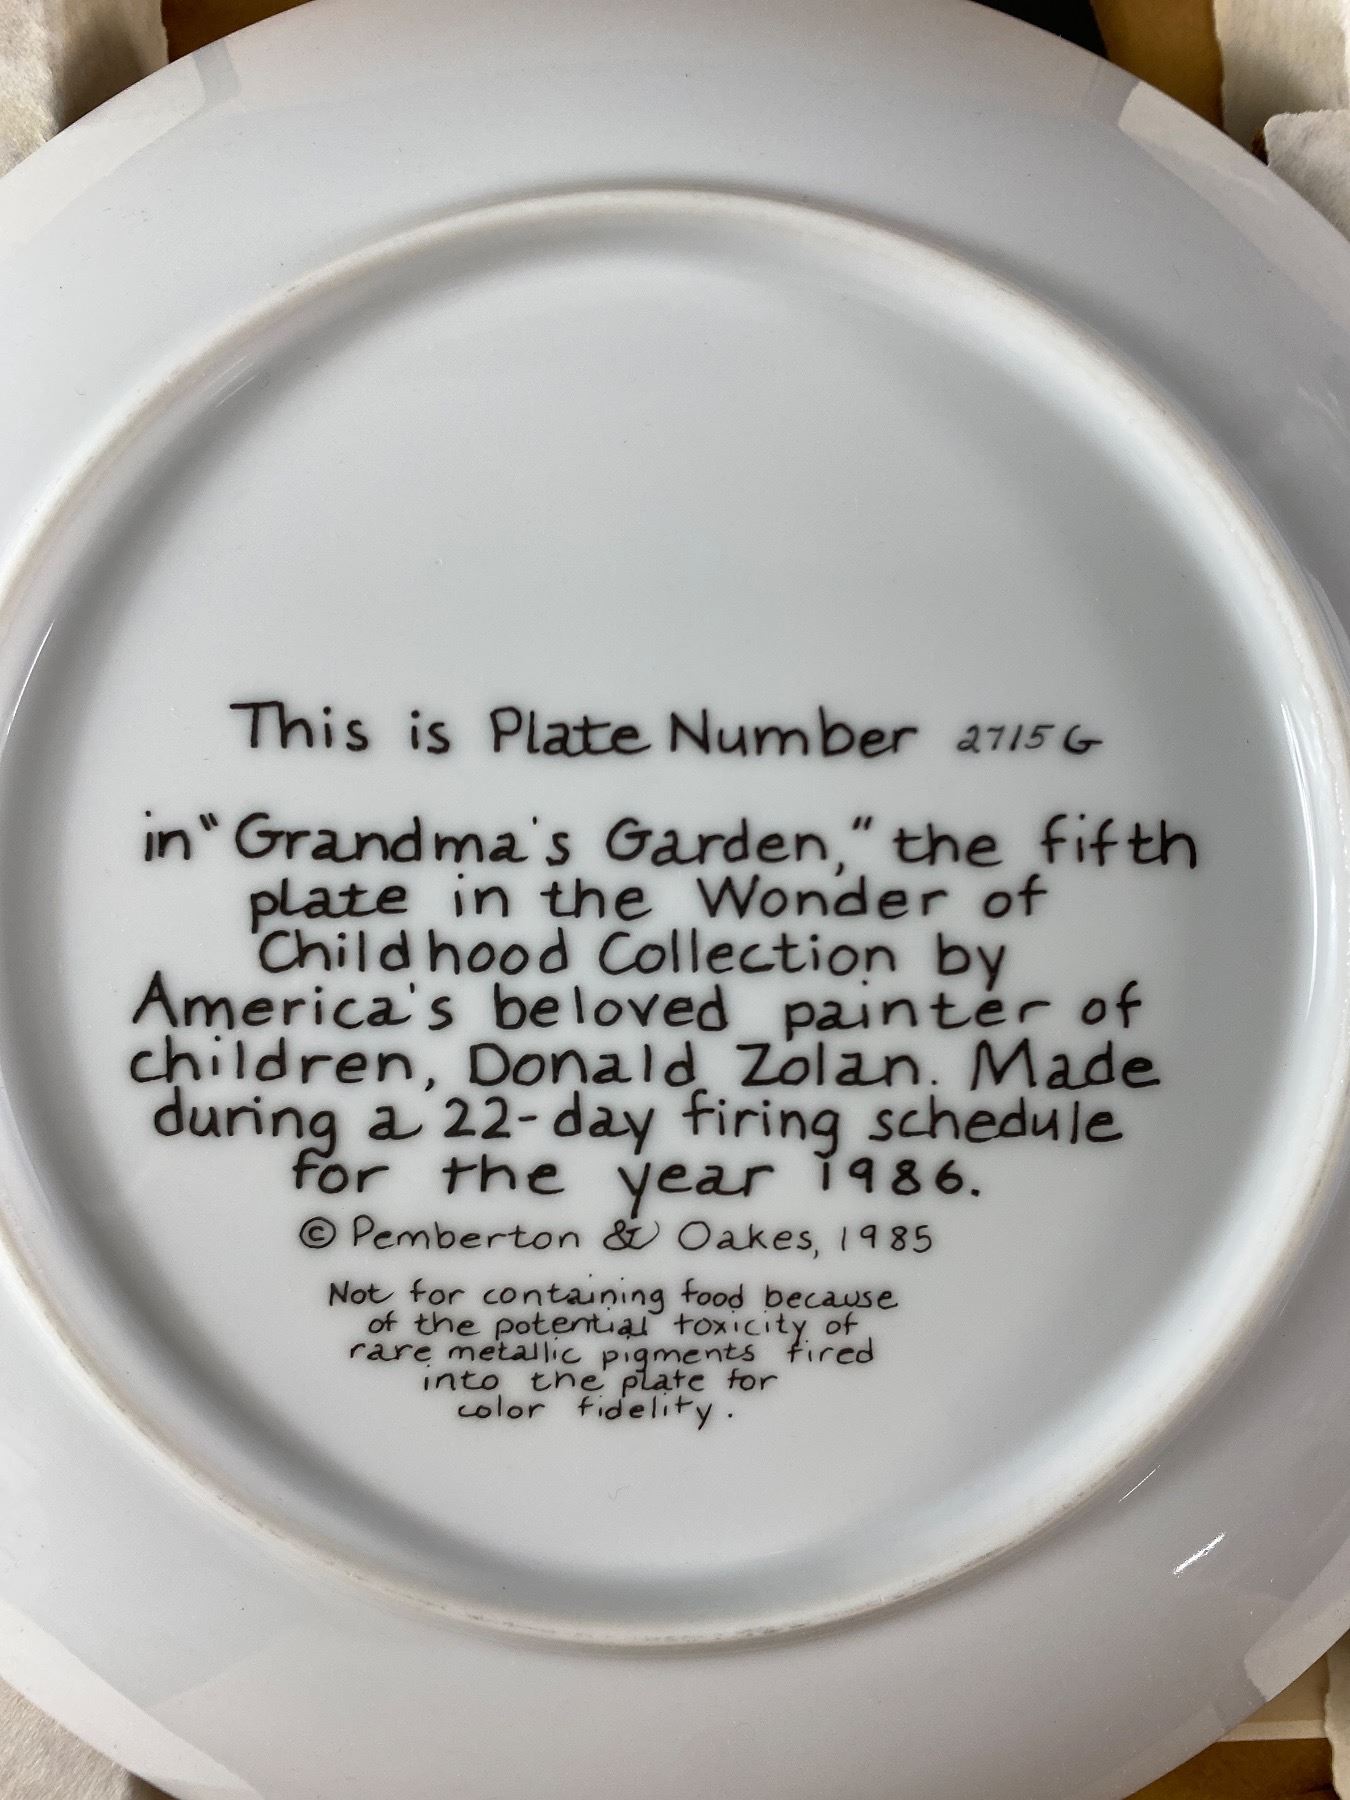 This is Plate Number 2715G
in "Grandma's Garden," the fifth
plate in the Wonder of
Childhood Collection by
America's beloved painter of
children, Donald Zolan. Made
during a 22-day firing schedule
for the year 1986.
© Pemberton & Oakes, 1985
Not for containing food because
of the potential toxicity of
rare metallic pigments fired
into the plate for
color fidelity.